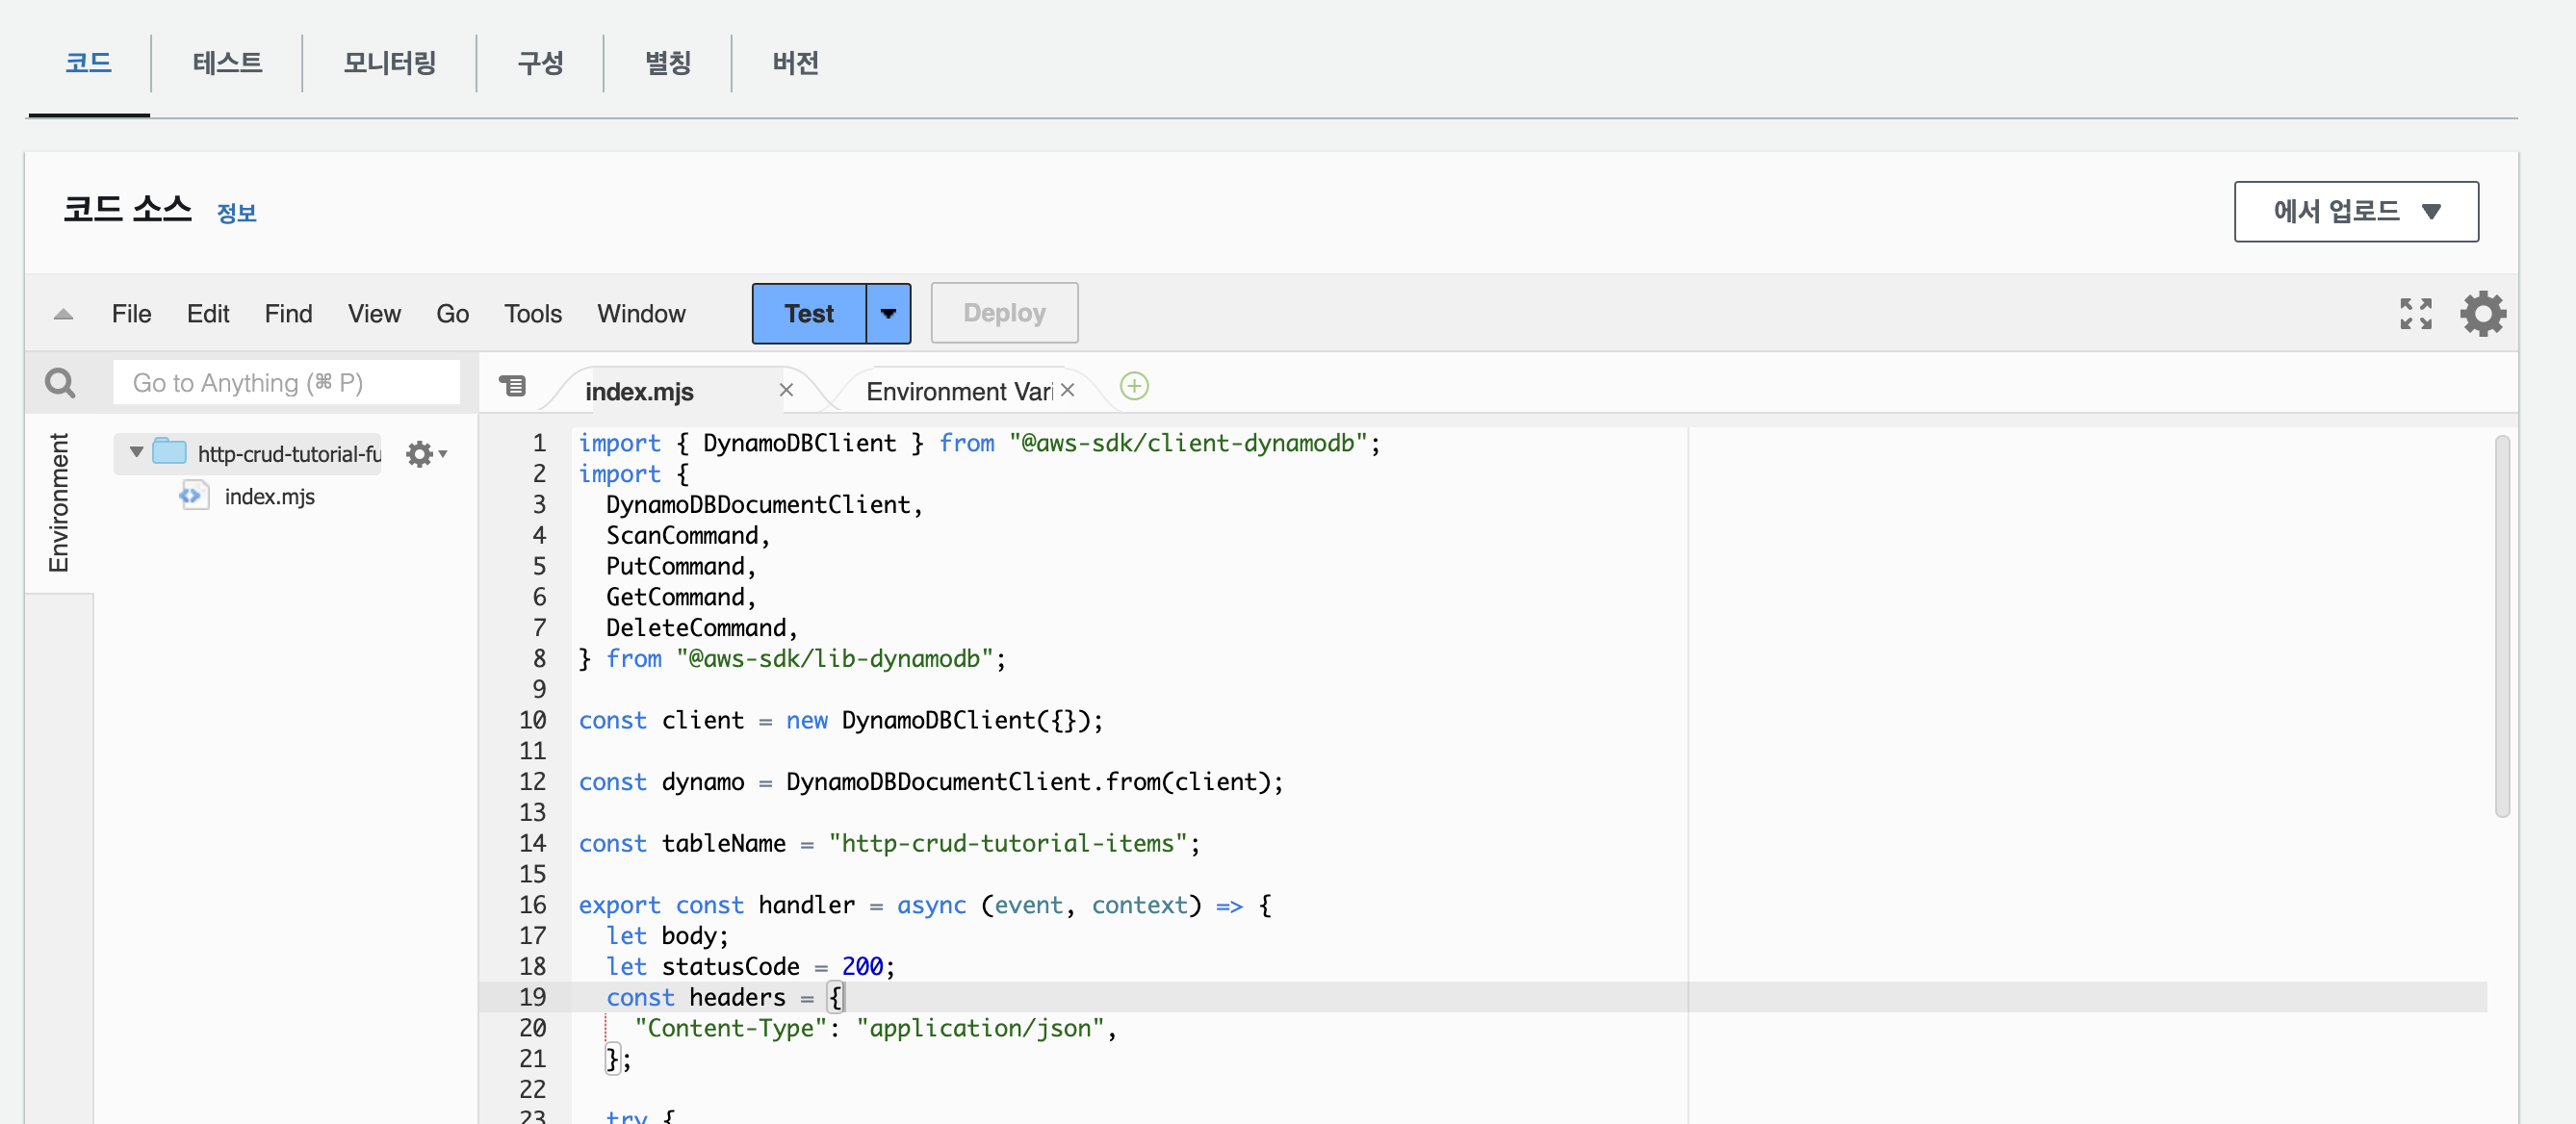 코드 테스트 모니터링 구성 별칭 버전
코드 소스 정보
에서 업로드
File Edit Find View Go Tools Window Test Deploy
Go to Anything (⌘ P)
index.mjs
Environment Vari
Environment
http-crud-tutorial-fu
index.mjs
1 import { DynamoDBClient } from "@aws-sdk/client-dynamodb";
2 import {
3   DynamoDBDocumentClient,
4   ScanCommand,
5   PutCommand,
6   GetCommand,
7   DeleteCommand,
8 } from "@aws-sdk/lib-dynamodb";
9
10 const client = new DynamoDBClient({});
11
12 const dynamo = DynamoDBDocumentClient.from(client);
13
14 const tableName = "http-crud-tutorial-items";
15
16 export const handler = async (event, context) => {
17   let body;
18   let statusCode = 200;
19   const headers = {
20     "Content-Type": "application/json",
21   };
22
23   try {